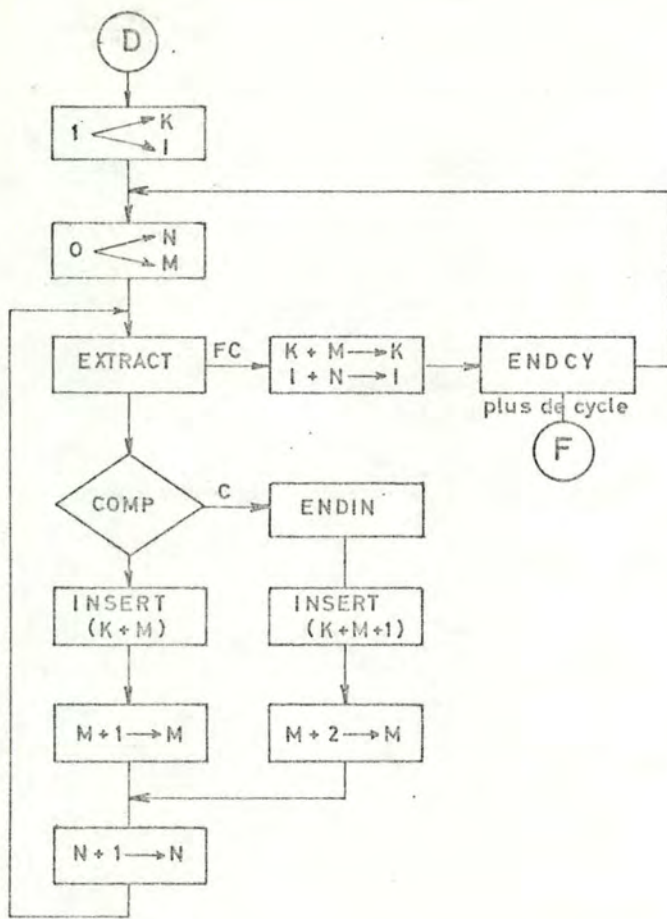 D
1 → K
→ I
0 → N
→ M
EXTRACT
FC
K + M → K
I + N → I
ENDCY
plus de cycle
F
COMP
C
ENDIN
INSERT
(K+M)
INSERT
(K+M+1)
M + 1 → M
M + 2 → M
N + 1 → N